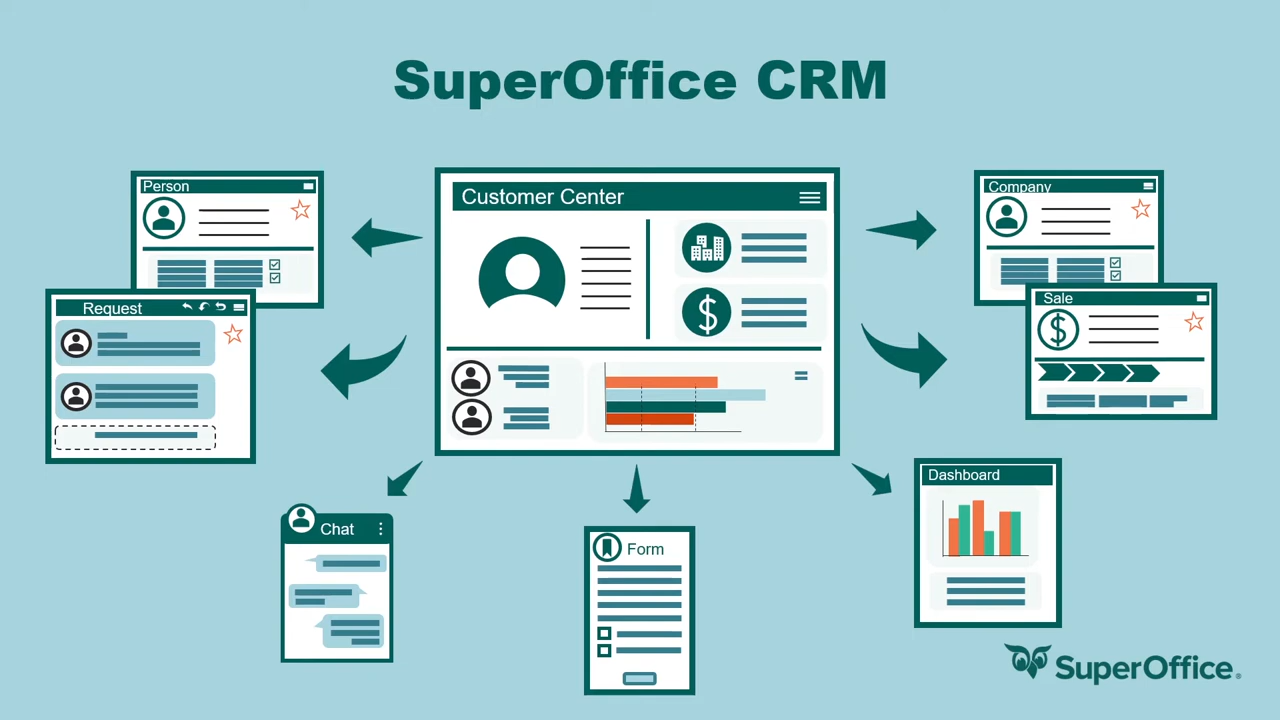 SuperOffice CRM
Person
Customer Center
Company
Request
Sale
Dashboard
Chat
Form
SuperOffice®